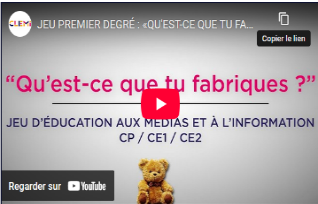 CLEMI
JEU PREMIER DEGRÉ : «QU'EST-CE QUE TU FA...
Copier le lien
“Qu’est-ce que tu fabriques ?”
JEU D’ÉDUCATION AUX MÉDIAS ET À L’INFORMATION
CP / CE1 / CE2
Regarder sur YouTube